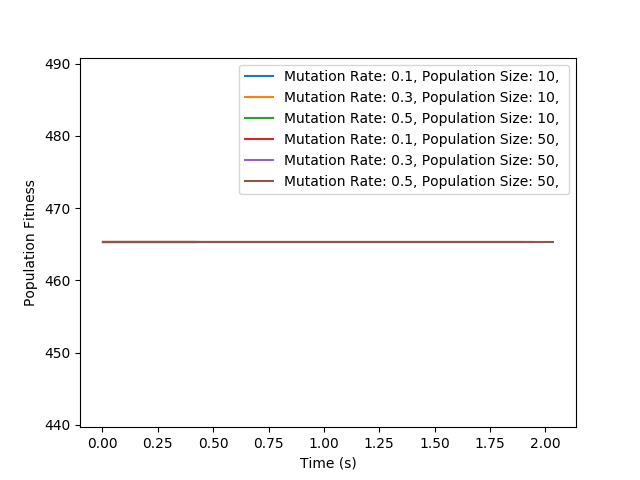 490
480
470
460
450
440
Population Fitness
Mutation Rate: 0.1, Population Size: 10,
Mutation Rate: 0.3, Population Size: 10,
Mutation Rate: 0.5, Population Size: 10,
Mutation Rate: 0.1, Population Size: 50,
Mutation Rate: 0.3, Population Size: 50,
Mutation Rate: 0.5, Population Size: 50,
0.00 0.25 0.50 0.75 1.00 1.25 1.50 1.75 2.00
Time (s)